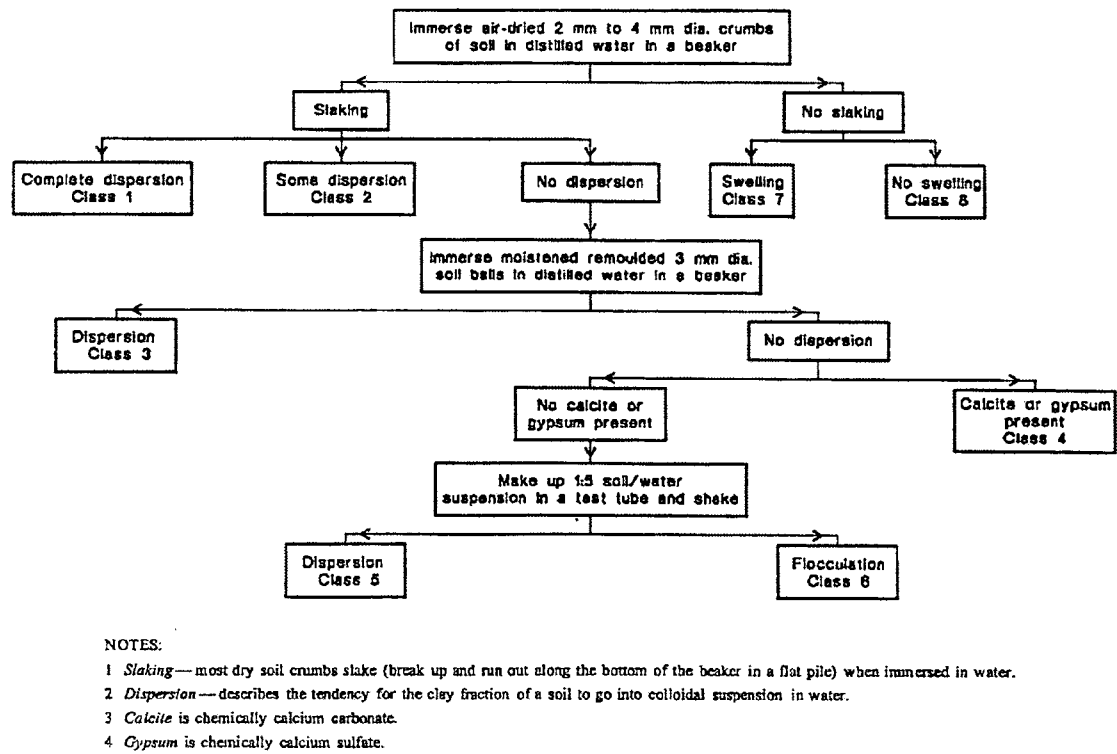 Immerse air-dried 2 mm to 4 mm dia. crumbs
of soil in distilled water in a beaker
Slaking
No slaking
Complete dispersion
Class 1
Some dispersion
Class 2
No dispersion
Swelling
Class 7
No swelling
Class 8
Immerse moistened remoulded 3 mm dia.
soil balls in distilled water in a beaker
Dispersion
Class 3
No dispersion
No calcite or
gypsum present
Calcite or gypsum
present
Class 4
Make up 1:5 soil/water
suspension in a test tube and shake
Dispersion
Class 5
Flocculation
Class 6
NOTES:
1 Slaking — most dry soil crumbs slake (break up and run out along the bottom of the beaker in a flat pile) when immersed in water.
2 Dispersion — describes the tendency for the clay fraction of a soil to go into colloidal suspension in water.
3 Calcite is chemically calcium carbonate.
4 Gypsum is chemically calcium sulfate.